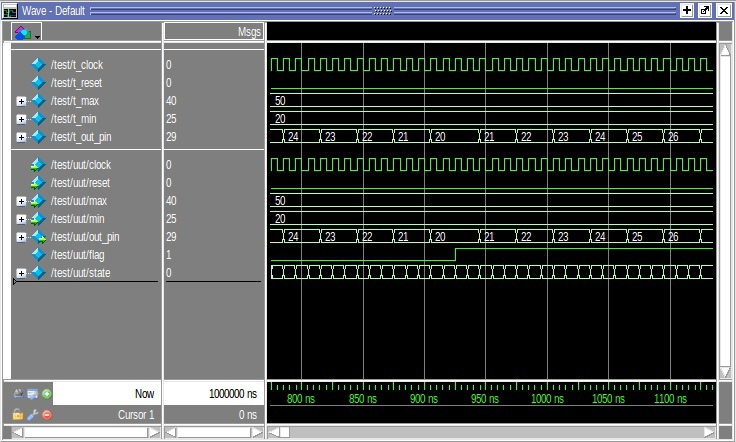 Wave - Default
Msgs
/test/t_clock 0
/test/t_reset 0
/test/t_max 40 50
/test/t_min 25 20
/test/t_out_pin 29 24 23 22 21 20 21 22 23 24 25 26
/test/uut/clock 0
/test/uut/reset 0
/test/uut/max 40 50
/test/uut/min 25 20
/test/uut/out_pin 29 24 23 22 21 20 21 22 23 24 25 26
/test/uut/flag 1
/test/uut/state 0
Now 1000000 ns
800 ns 850 ns 900 ns 950 ns 1000 ns 1050 ns 1100 ns
Cursor 1 0 ns